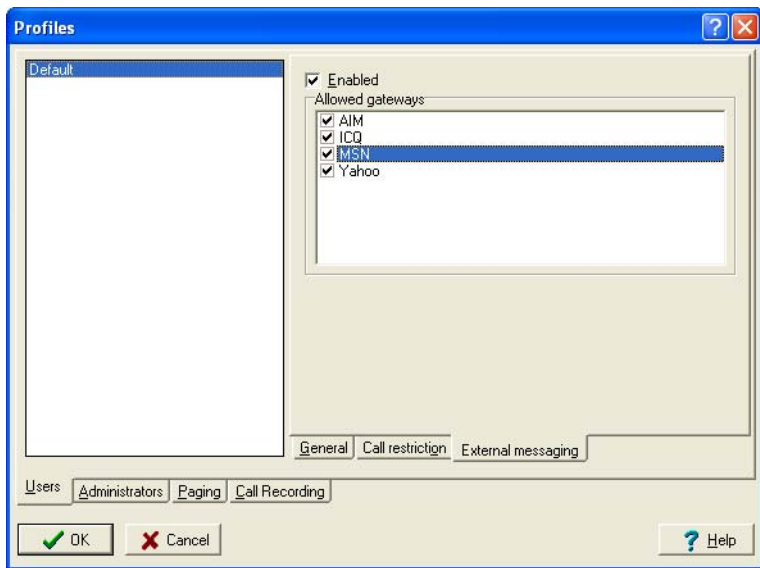 Profiles
Default
Enabled
Allowed gateways
AIM
ICQ
MSN
Yahoo
General Call restriction External messaging
Users Administrators Paging Call Recording
OK Cancel ? Help